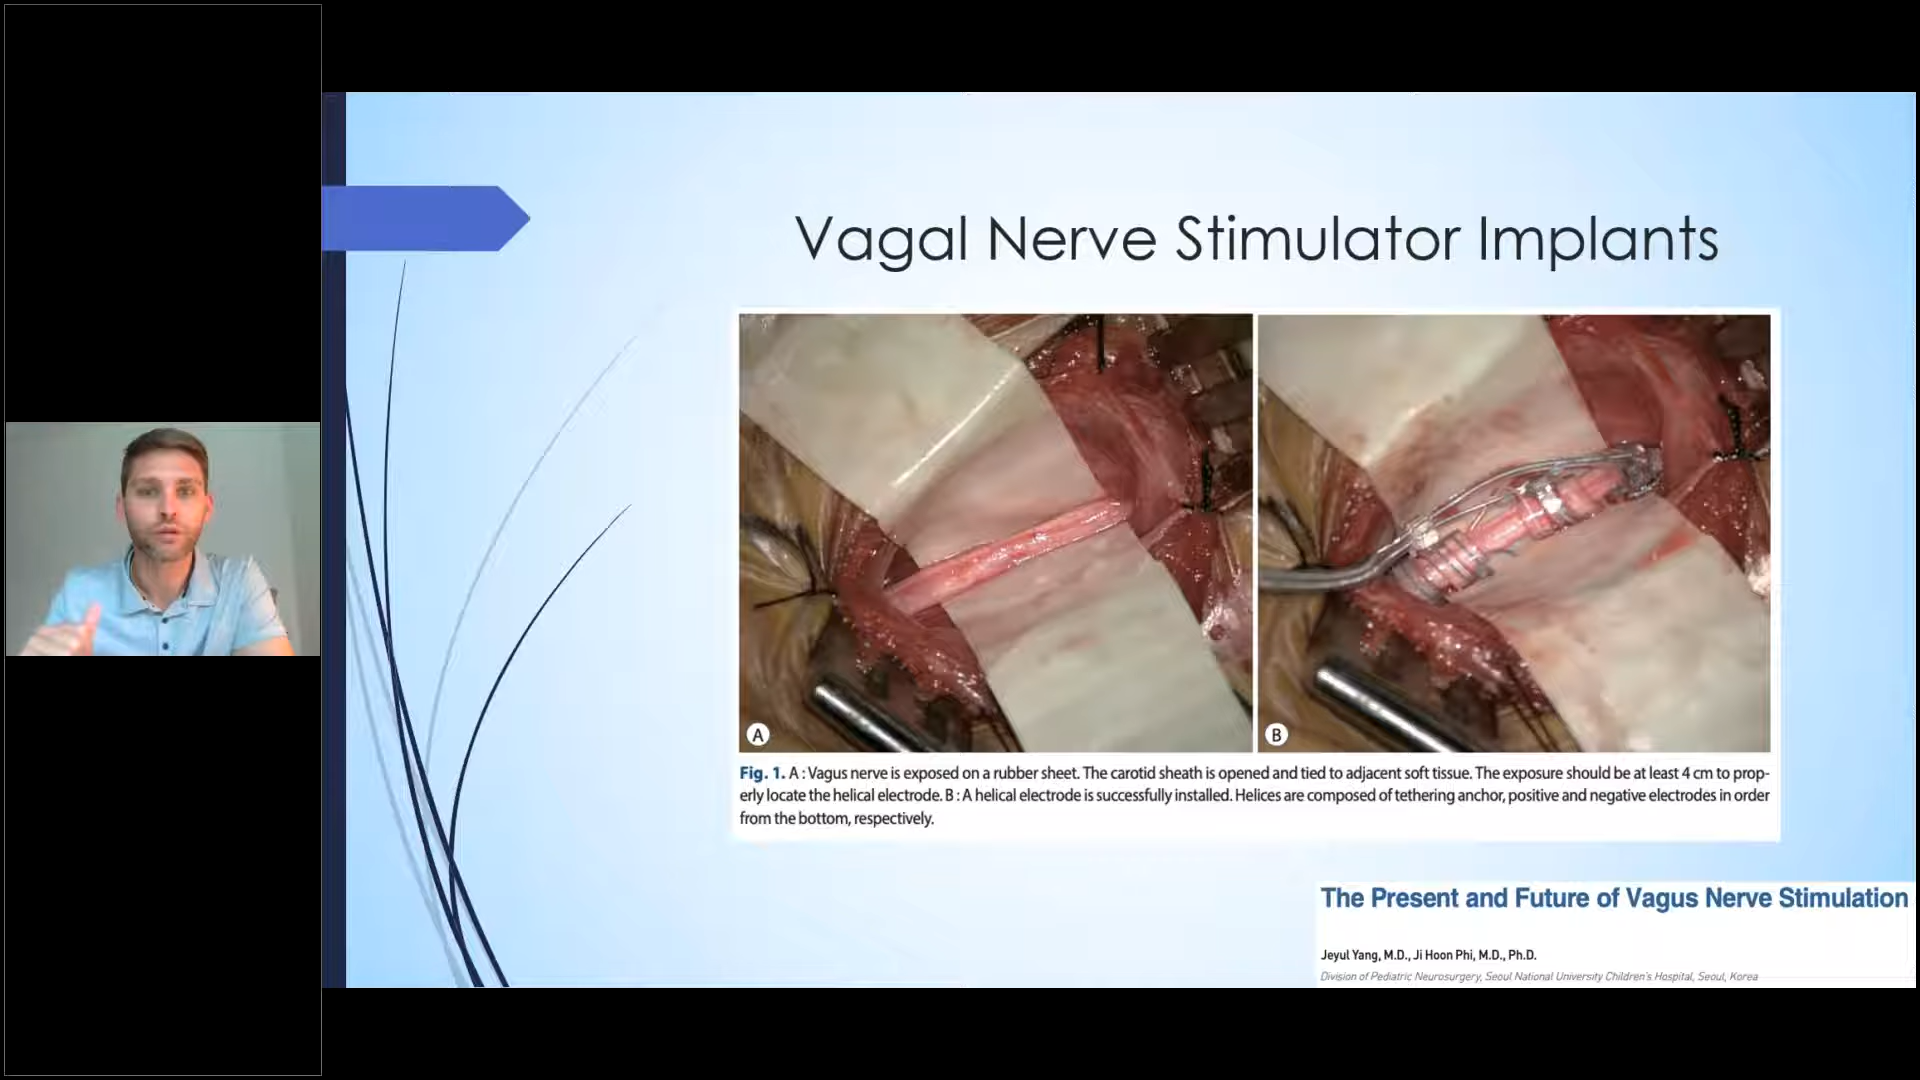 Vagal Nerve Stimulator Implants
A
B
Fig. 1. A : Vagus nerve is exposed on a rubber sheet. The carotid sheath is opened and tied to adjacent soft tissue. The exposure should be at least 4 cm to prop-
erly locate the helical electrode. B : A helical electrode is successfully installed. Helices are composed of tethering anchor, positive and negative electrodes in order
from the bottom, respectively.
The Present and Future of Vagus Nerve Stimulation
Jeyul Yang, M.D., Ji Hoon Phi, M.D., Ph.D.
Division of Pediatric Neurosurgery, Seoul National University Children's Hospital, Seoul, Korea